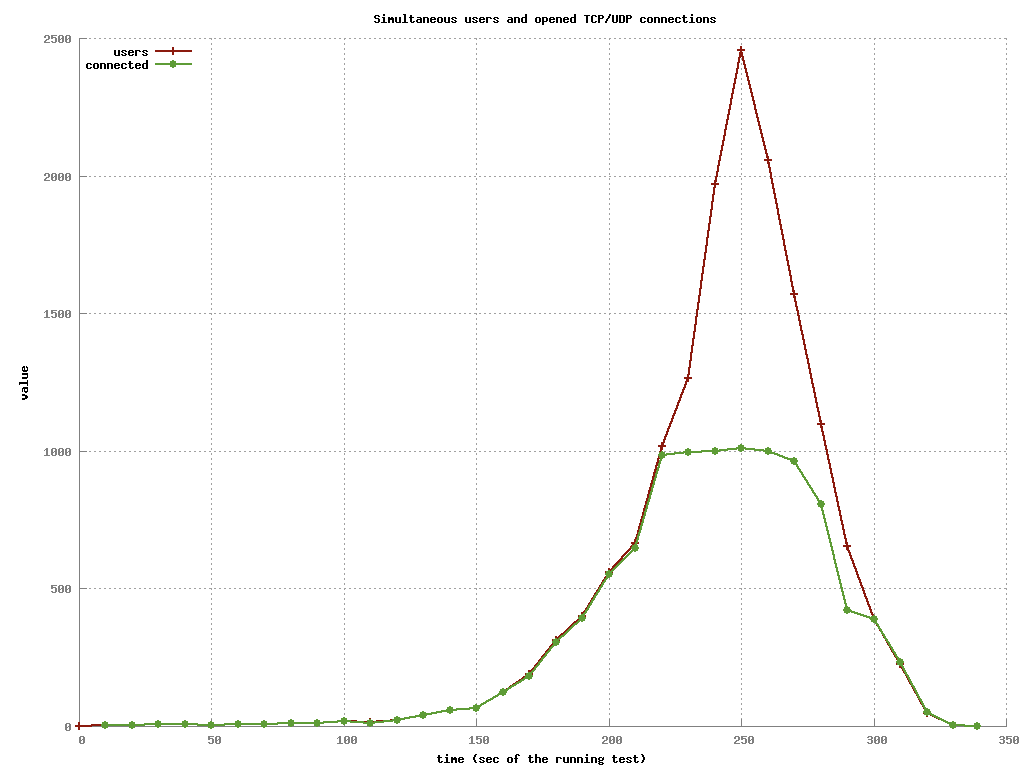 Simultaneous users and opened TCP/UDP connections
2500
users
connected
2000
1500
value
1000
500
0
0 50 100 150 200 250 300 350
time (sec of the running test)